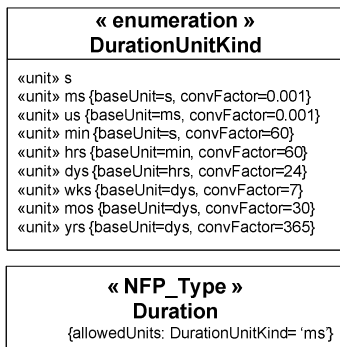 « enumeration »
DurationUnitKind
«unit» s
«unit» ms {baseUnit=s, convFactor=0.001}
«unit» us {baseUnit=ms, convFactor=0.001}
«unit» min {baseUnit=s, convFactor=60}
«unit» hrs {baseUnit=min, convFactor=60}
«unit» dys {baseUnit=hrs, convFactor=24}
«unit» wks {baseUnit=dys, convFactor=7}
«unit» mos {baseUnit=dys, convFactor=30}
«unit» yrs {baseUnit=dys, convFactor=365}
« NFP_Type »
Duration
{allowedUnits: DurationUnitKind= ‘ms’}